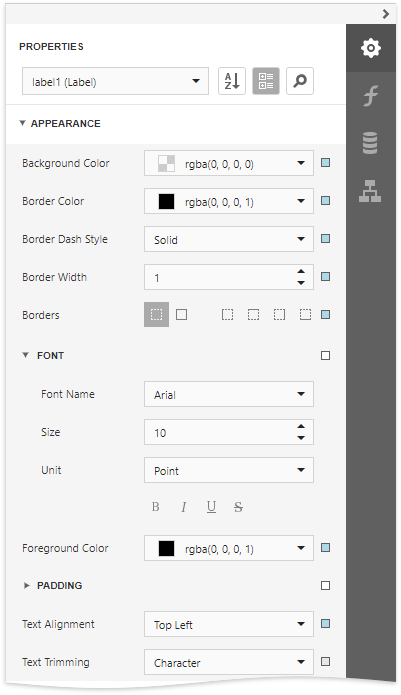 PROPERTIES
label1 (Label)
A Z
APPEARANCE
Background Color rgba(0, 0, 0, 0)
Border Color rgba(0, 0, 0, 1)
Border Dash Style Solid
Border Width 1
Borders
FONT
Font Name Arial
Size 10
Unit Point
B I U S
Foreground Color rgba(0, 0, 0, 1)
PADDING
Text Alignment Top Left
Text Trimming Character